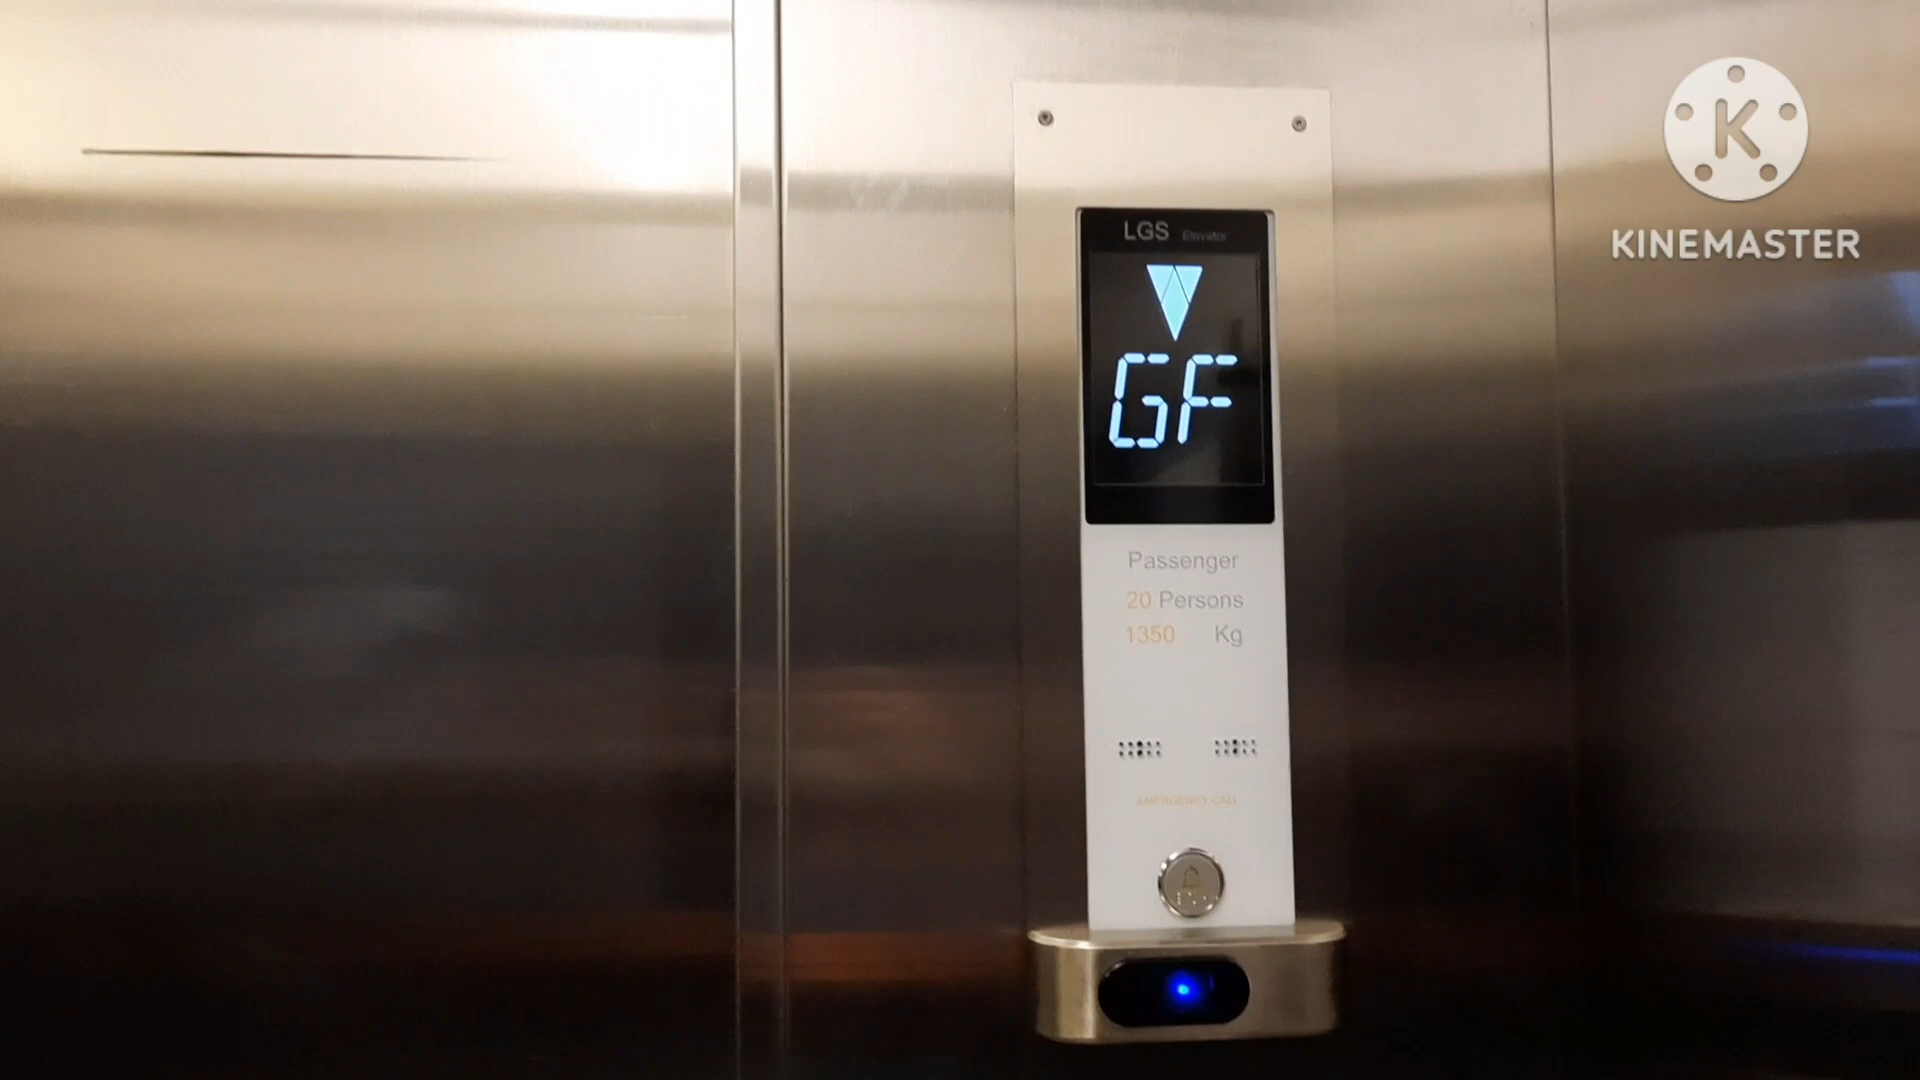 LGS Elevator
GF
Passenger
20 Persons
1350 Kg
EMERGENCY CALL
K
KINEMASTER